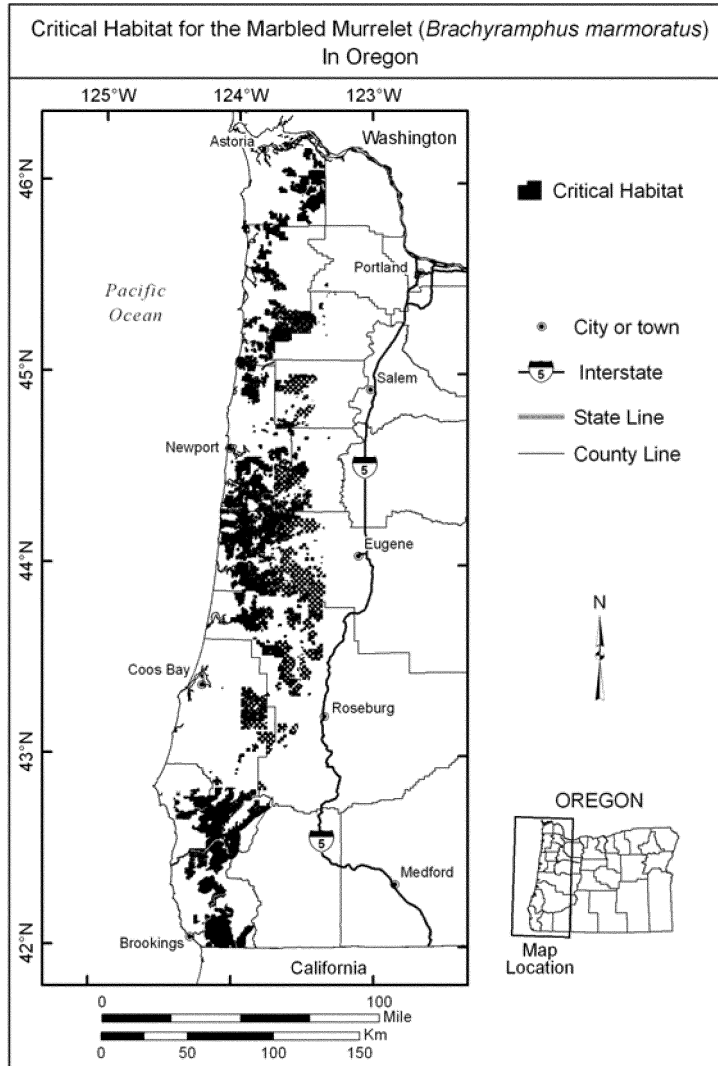 Critical Habitat for the Marbled Murrelet (Brachyramphus marmoratus)
In Oregon
125°W
124°W
123°W
46°N
45°N
44°N
43°N
42°N
Astoria
Washington
Portland
Pacific
Ocean
Salem
Newport
5
Eugene
Coos Bay
Roseburg
5
Medford
Brookings
California
Critical Habitat
City or town
5
Interstate
State Line
County Line
N
OREGON
Map
Location
0
100
Mile
Km
0
50
100
150